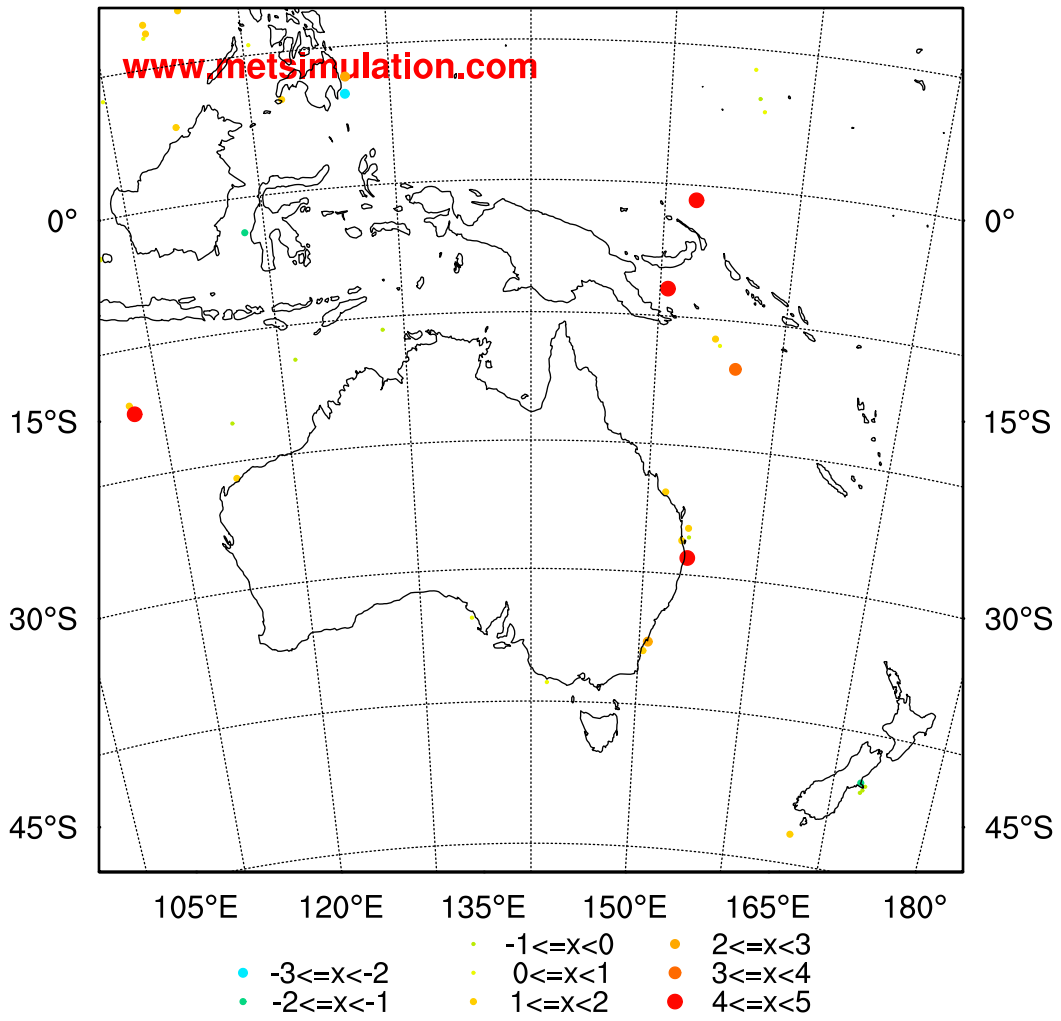 www.metsimulation.com
0° 0°
15°S 15°S
30°S 30°S
45°S 45°S
105°E 120°E 135°E 150°E 165°E 180°
-1<=x<0 2<=x<3
-3<=x<-2 0<=x<1 3<=x<4
-2<=x<-1 1<=x<2 4<=x<5